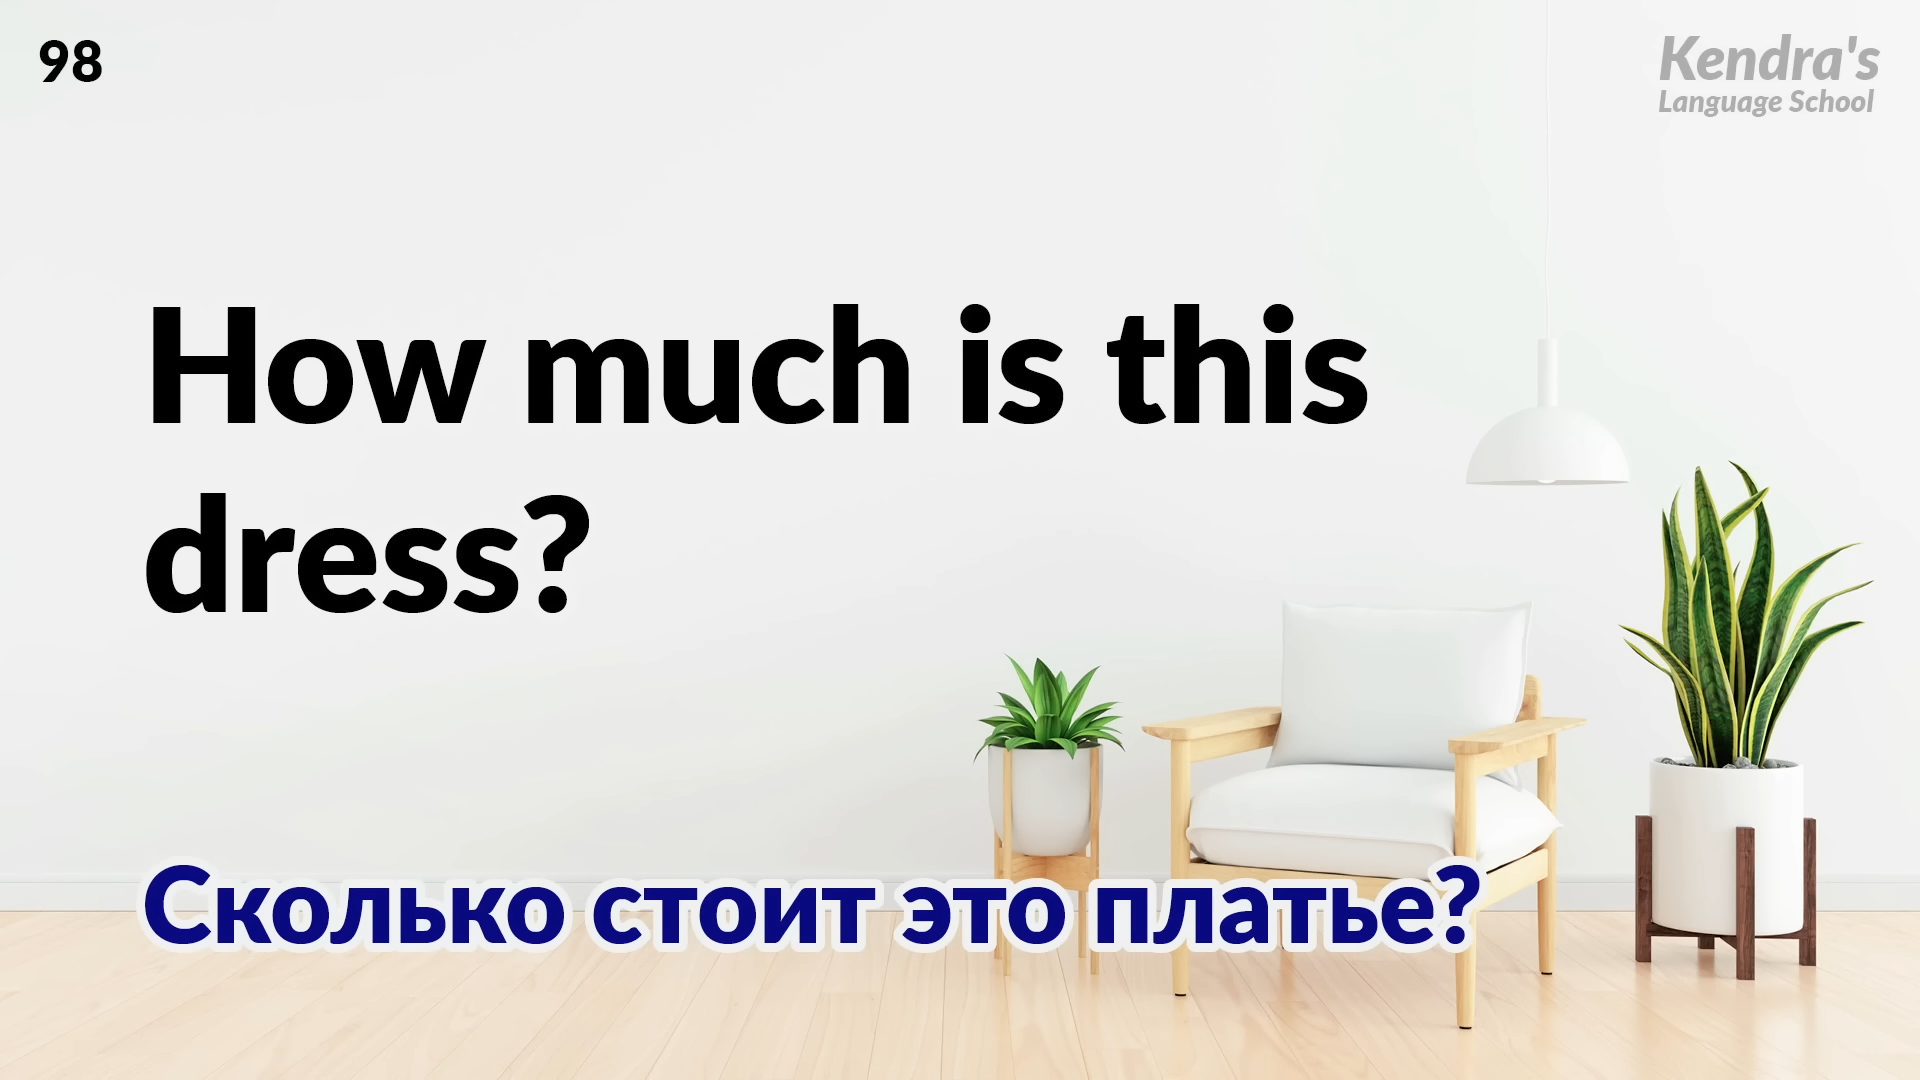 98
Kendra's
Language School
How much is this
dress?
Сколько стоит это платье?